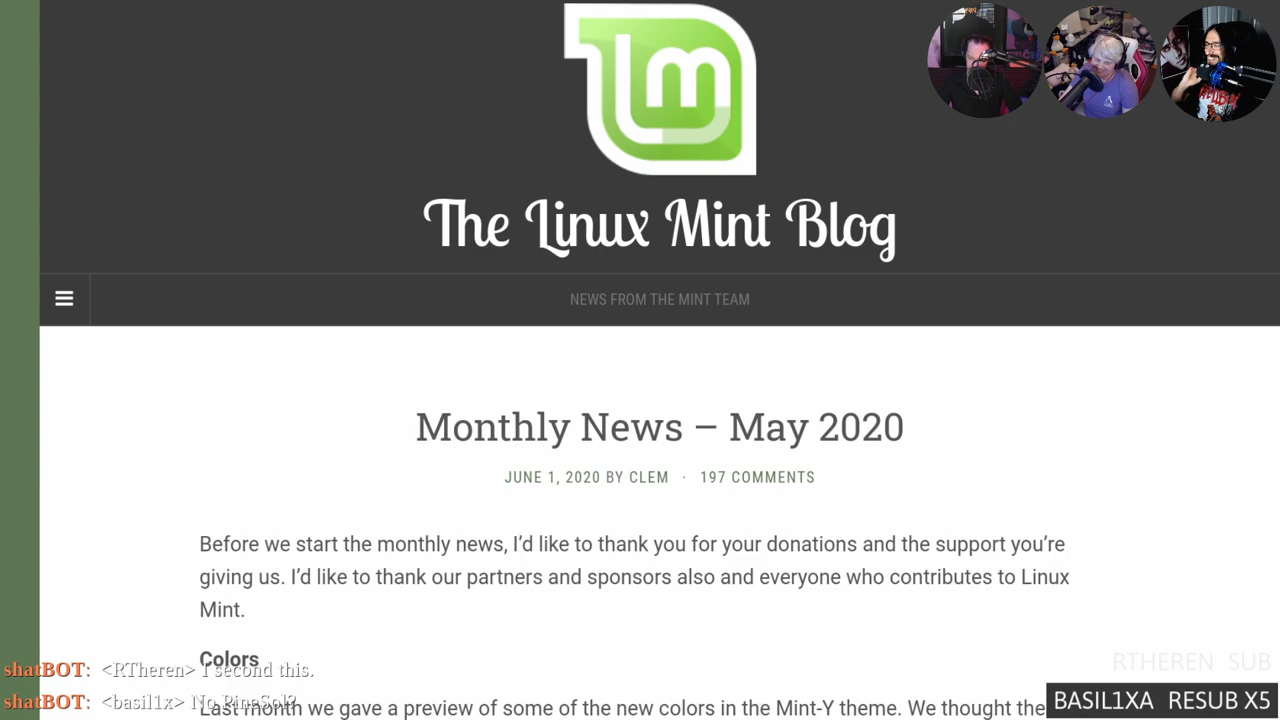 lm
The Linux Mint Blog
NEWS FROM THE MINT TEAM
Monthly News – May 2020
JUNE 1, 2020 BY CLEM · 197 COMMENTS
Before we start the monthly news, I’d like to thank you for your donations and the support you’re
giving us. I’d like to thank our partners and sponsors also and everyone who contributes to Linux
Mint.
Colors
shatBOT: <RTheren> I second this.
RTHEREN SUB
shatBOT: <basil1x> No PineSol?
BASIL1XA RESUB X5
Last month we gave a preview of some of the new colors in the Mint-Y theme. We thought the